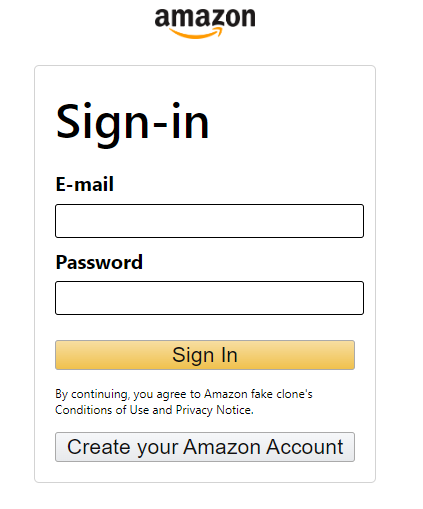 amazon
Sign-in
E-mail
Password
Sign In
By continuing, you agree to Amazon fake clone's
Conditions of Use and Privacy Notice.
Create your Amazon Account